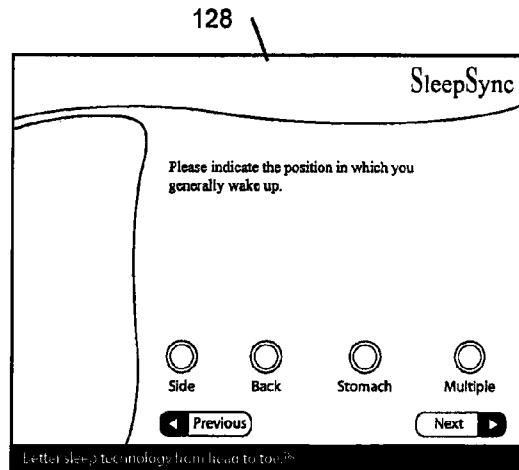 128
SleepSync
Please indicate the position in which you
generally wake up.
Side Back Stomach Multiple
Previous Next
Better sleep technology from head to toe.